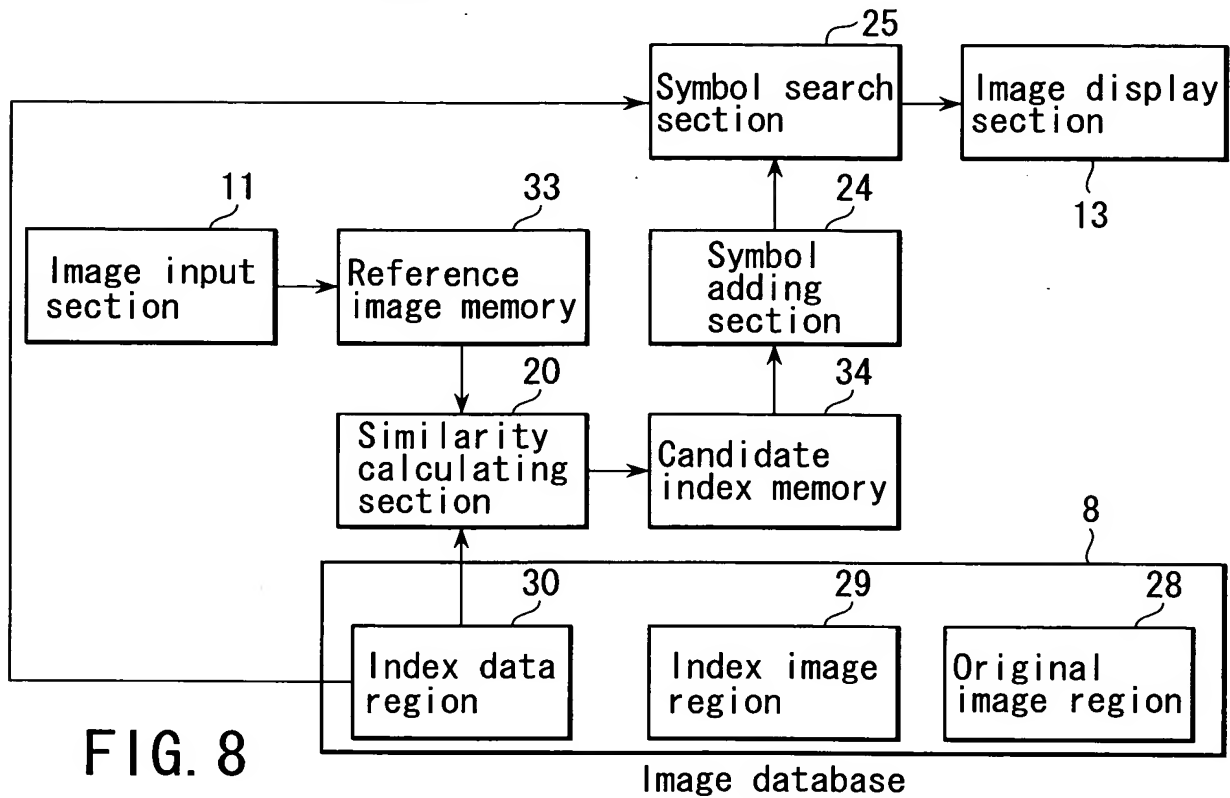 25
Symbol search
section
Image display
section
13
11
Image input
section
33
Reference
image memory
24
Symbol
adding
section
20
Similarity
calculating
section
34
Candidate
index memory
8
30
Index data
region
29
Index image
region
28
Original
image region
FIG. 8
Image database